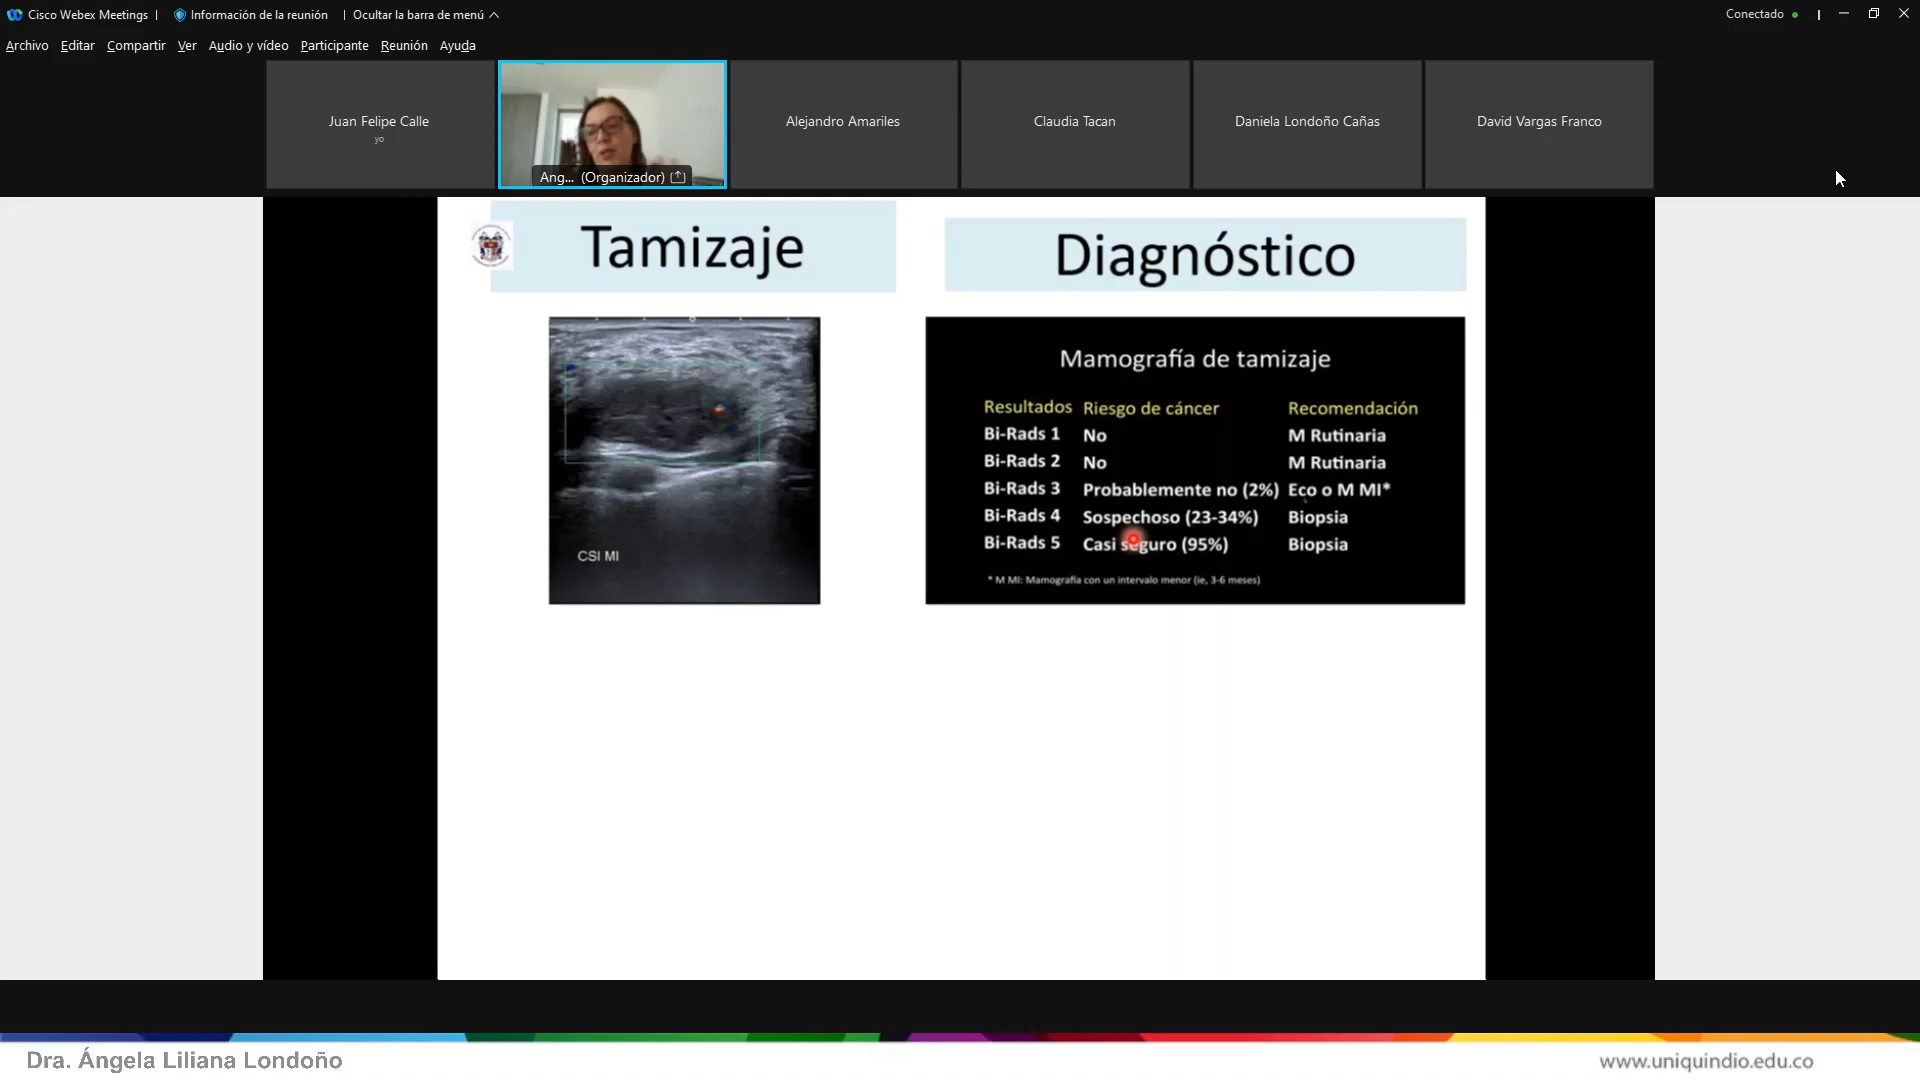 Cisco Webex Meetings | Información de la reunión | Ocultar la barra de menú
Conectado
Archivo Editar Compartir Ver Audio y vídeo Participante Reunión Ayuda
Juan Felipe Calle
yo
Ang... (Organizador)
Alejandro Amariles
Claudia Tacan
Daniela Londoño Cañas
David Vargas Franco
Tamizaje
Diagnóstico
CSI MI
Mamografía de tamizaje
Resultados Riesgo de cáncer Recomendación
Bi-Rads 1 No M Rutinaria
Bi-Rads 2 No M Rutinaria
Bi-Rads 3 Probablemente no (2%) Eco o M MI*
Bi-Rads 4 Sospechoso (23-34%) Biopsia
Bi-Rads 5 Casi seguro (95%) Biopsia
* M MI: Mamografía con un intervalo menor (ie, 3-6 meses)
Dra. Ángela Liliana Londoño
www.uniquindio.edu.co